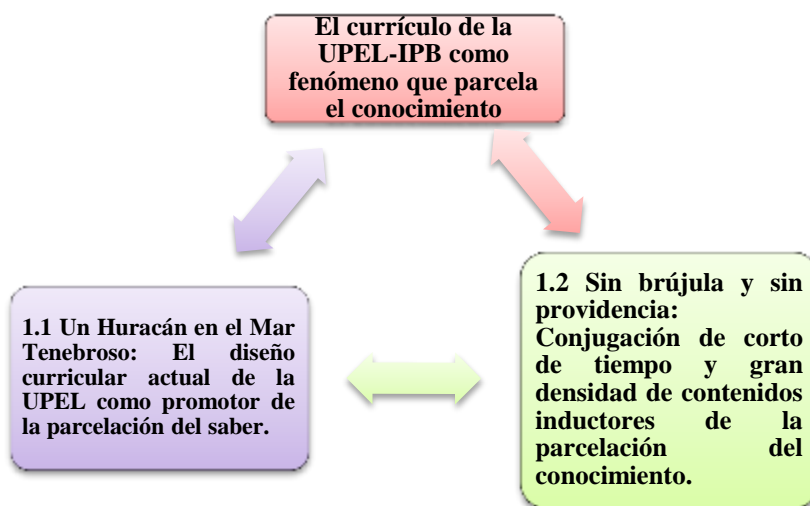 El currículo de la
UPEL-IPB como
fenómeno que parcela
el conocimiento
1.1 Un Huracán en el Mar
Tenebroso: El diseño
curricular actual de la
UPEL como promotor de
la parcelación del saber.
1.2 Sin brújula y sin
providencia:
Conjugación de corto
de tiempo y gran
densidad de contenidos
inductores de la
parcelación del
conocimiento.